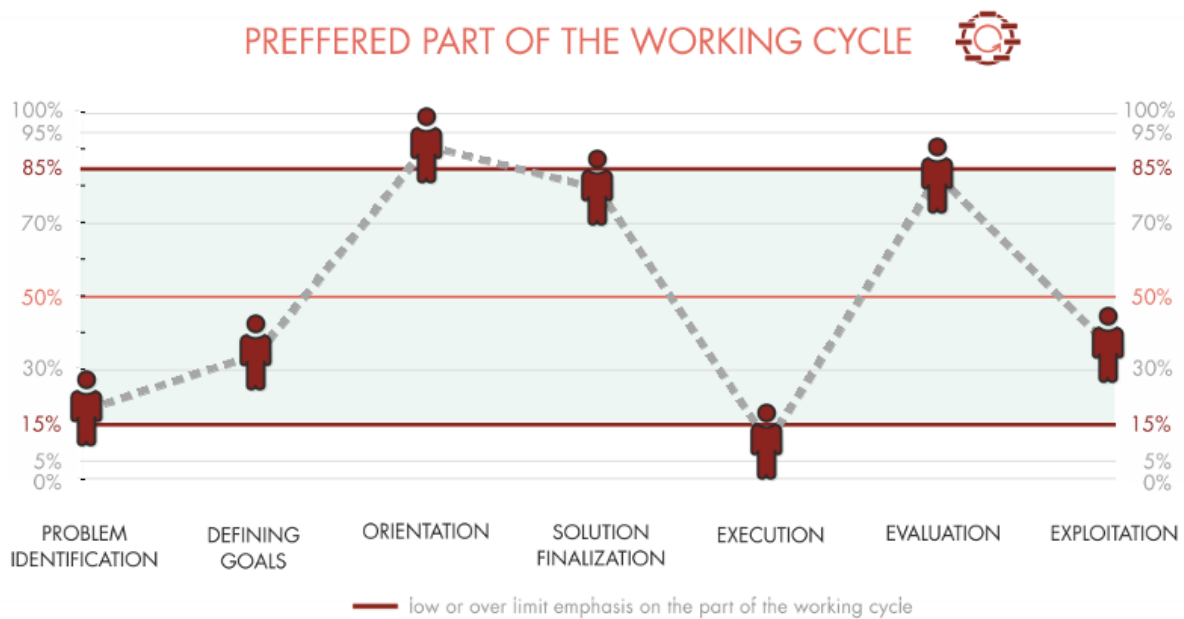 PREFFERED PART OF THE WORKING CYCLE
100%
95%
85%
70%
50%
30%
15%
5%
0%
100%
95%
85%
70%
50%
30%
15%
5%
0%
PROBLEM
IDENTIFICATION
DEFINING
GOALS
ORIENTATION
SOLUTION
FINALIZATION
EXECUTION
EVALUATION
EXPLOITATION
low or over limit emphasis on the part of the working cycle